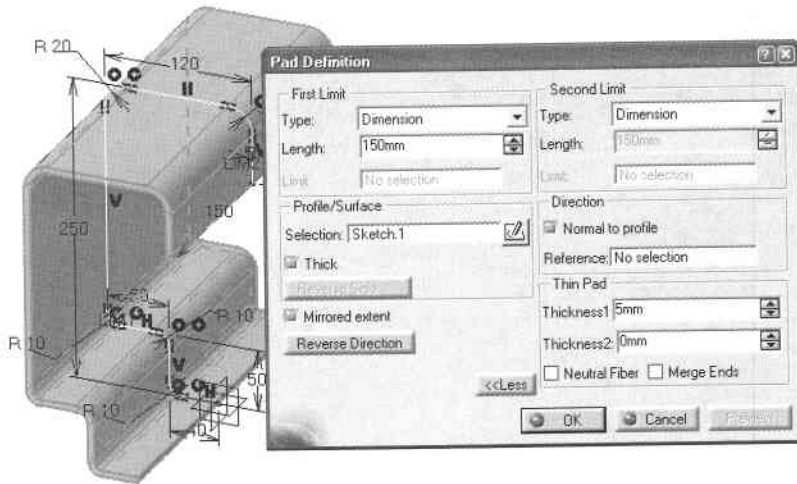 R 20
120
Pad Definition
First Limit
Type: Dimension
Length: 150mm
Limit No selection
Second Limit
Type: Dimension
Length: 150mm
Limit: No selection
250
V
150
Profile/Surface
Selection: Sketch.1
Thick
Mirrored extent
Reverse Direction
Direction
Normal to profile
Reference: No selection
Thin Pad
Thickness1 5mm
Thickness2: 0mm
Neutral Fiber
Merge Ends
<<Less
OK
Cancel
Preview
H
R 10
R 10
V
R 10
50
H